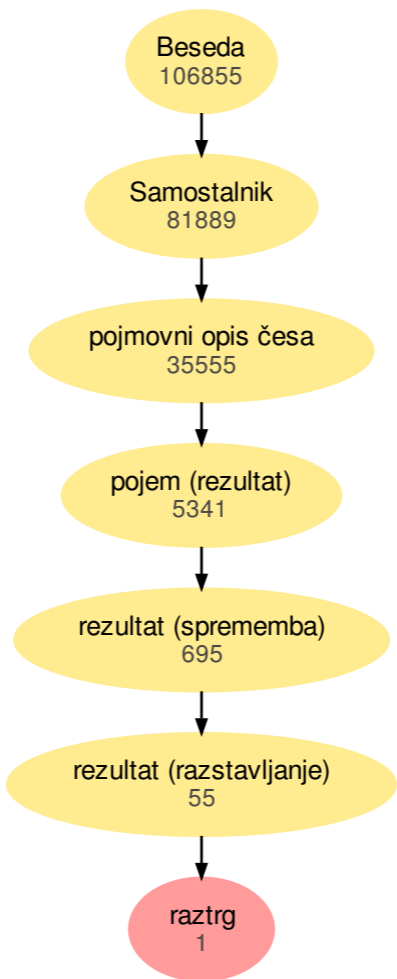 Beseda
106855
Samostalnik
81889
pojmovni opis česa
35555
pojem (rezultat)
5341
rezultat (sprememba)
695
rezultat (razstavljanje)
55
raztrg
1